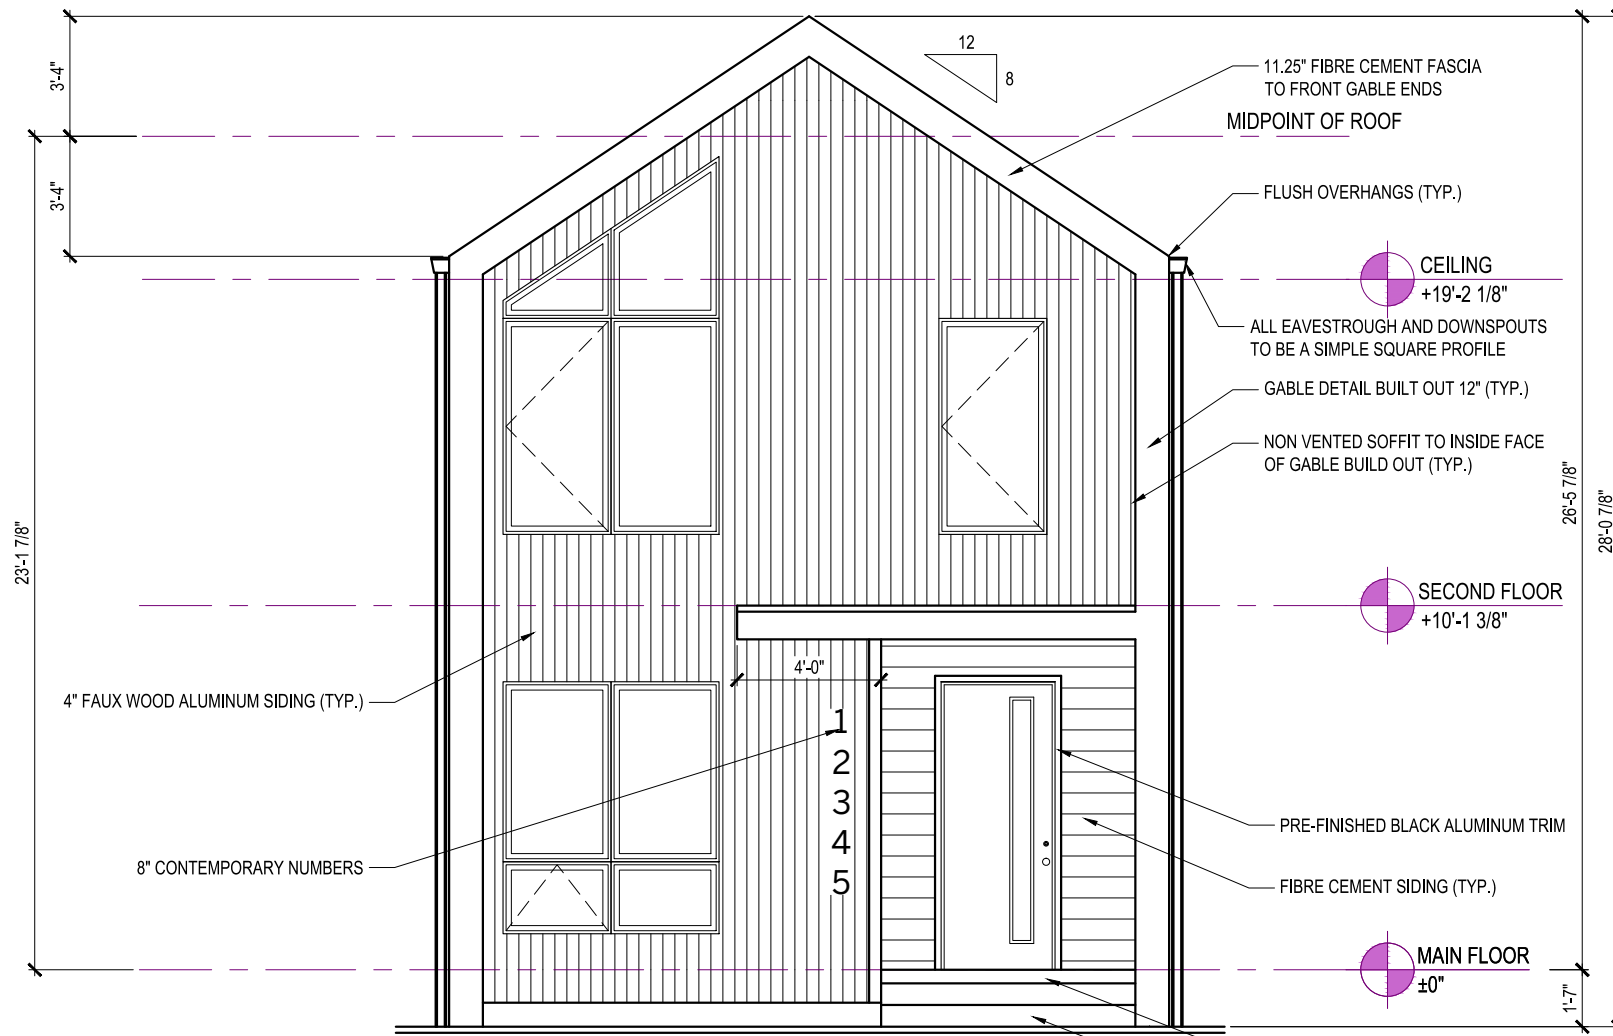 12
8
11.25" FIBRE CEMENT FASCIA
TO FRONT GABLE ENDS
MIDPOINT OF ROOF
3'-4"
3'-4"
FLUSH OVERHANGS (TYP.)
CEILING
+19'-2 1/8"
ALL EAVESTROUGH AND DOWNSPOUTS
TO BE A SIMPLE SQUARE PROFILE
GABLE DETAIL BUILT OUT 12" (TYP.)
NON VENTED SOFFIT TO INSIDE FACE
OF GABLE BUILD OUT (TYP.)
26'-5 7/8"
28'-0 7/8"
23'-1 7/8"
SECOND FLOOR
+10'-1 3/8"
4'-0"
4" FAUX WOOD ALUMINUM SIDING (TYP.)
1
2
3
4
5
PRE-FINISHED BLACK ALUMINUM TRIM
8" CONTEMPORARY NUMBERS
FIBRE CEMENT SIDING (TYP.)
MAIN FLOOR
±0"
1'-7"